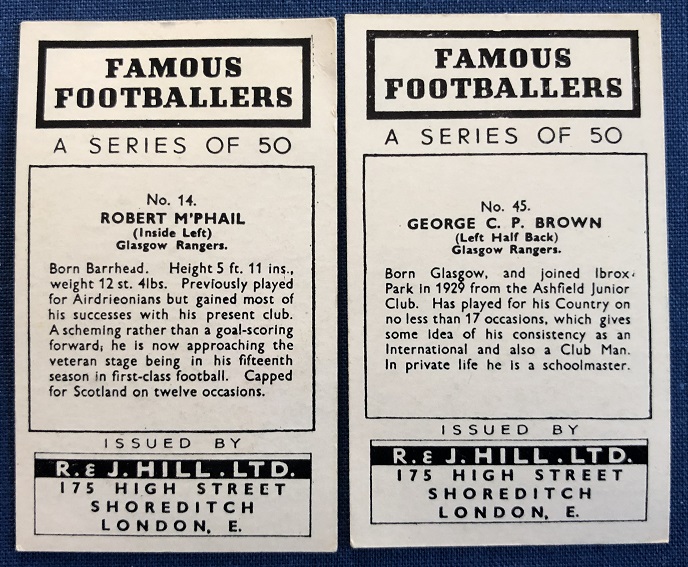 FAMOUS
FOOTBALLERS
A SERIES OF 50
No. 14.
ROBERT M'PHAIL
(Inside Left)
Glasgow Rangers.
Born Barrhead. Height 5 ft. 11 ins.,
weight 12 st. 4lbs. Previously played
for Airdrieonians but gained most of
his successes with his present club.
A scheming rather than a goal-scoring
forward; he is now approaching the
veteran stage being in his fifteenth
season in first-class football. Capped
for Scotland on twelve occasions.
ISSUED BY
R. & J. HILL. LTD.
175 HIGH STREET
SHOREDITCH
LONDON, E.
FAMOUS
FOOTBALLERS
A SERIES OF 50
No. 45.
GEORGE C. P. BROWN
(Left Half Back)
Glasgow Rangers.
Born Glasgow, and joined Ibrox
Park in 1929 from the Ashfield Junior
Club. Has played for his Country on
no less than 17 occasions, which gives
some idea of his consistency as an
International and also a Club Man.
In private life he is a schoolmaster.
ISSUED BY
R. & J. HILL. LTD.
175 HIGH STREET
SHOREDITCH
LONDON, E.